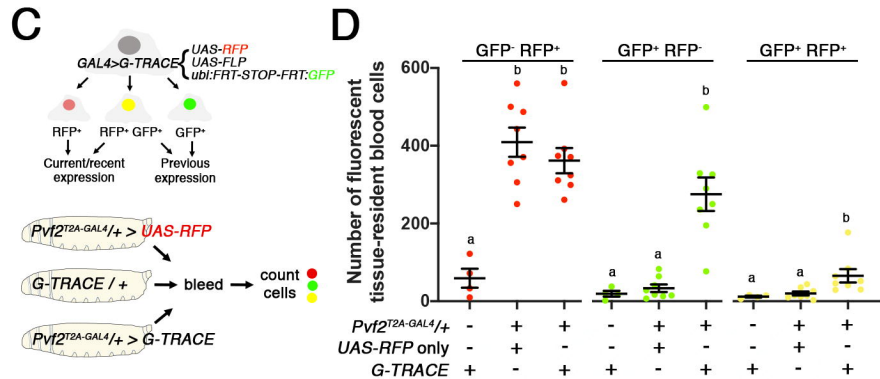 C
GAL4>G-TRACE
UAS-RFP
UAS-FLP
ubi:FRT-STOP-FRT:GFP
RFP⁺ RFP⁺ GFP⁺ GFP⁺
Current/recent expression
Previous expression
Pvf2ᵀ²ᴬ⁻ᴳᴬᴸ⁴/+ > UAS-RFP
G-TRACE / +
Pvf2ᵀ²ᴬ⁻ᴳᴬᴸ⁴/+ > G-TRACE
bleed
count cells
D
GFP⁻ RFP⁺ GFP⁺ RFP⁻ GFP⁺ RFP⁺
Number of fluorescent
tissue-resident blood cells
600
400
200
0
a b b a a b a a b
Pvf2ᵀ²ᴬ⁻ᴳᴬᴸ⁴/+ - + + - + + - + +
UAS-RFP only - + - - + - - + -
G-TRACE + - + + - + + - +